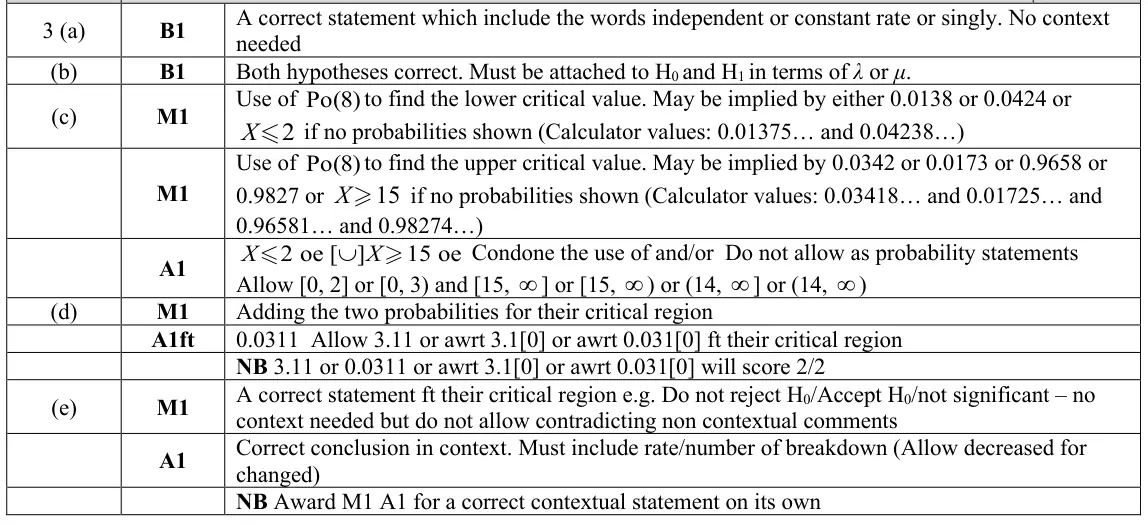 3 (a) B1 A correct statement which include the words independent or constant rate or singly. No context
needed
(b) B1 Both hypotheses correct. Must be attached to H₀ and H₁ in terms of λ or μ.
(c) M1 Use of Po(8) to find the lower critical value. May be implied by either 0.0138 or 0.0424 or
X⩽2 if no probabilities shown (Calculator values: 0.01375… and 0.04238…)
M1 Use of Po(8) to find the upper critical value. May be implied by 0.0342 or 0.0173 or 0.9658 or
0.9827 or X⩾15 if no probabilities shown (Calculator values: 0.03418… and 0.01725… and
0.96581… and 0.98274…)
A1 X⩽2 oe [∪]X⩾15 oe Condone the use of and/or Do not allow as probability statements
Allow [0, 2] or [0, 3) and [15, ∞] or [15, ∞) or (14, ∞] or (14, ∞)
(d) M1 Adding the two probabilities for their critical region
A1ft 0.0311 Allow 3.11 or awrt 3.1[0] or awrt 0.031[0] ft their critical region
NB 3.11 or 0.0311 or awrt 3.1[0] or awrt 0.031[0] will score 2/2
(e) M1 A correct statement ft their critical region e.g. Do not reject H₀/Accept H₀/not significant – no
context needed but do not allow contradicting non contextual comments
A1 Correct conclusion in context. Must include rate/number of breakdown (Allow decreased for
changed)
NB Award M1 A1 for a correct contextual statement on its own